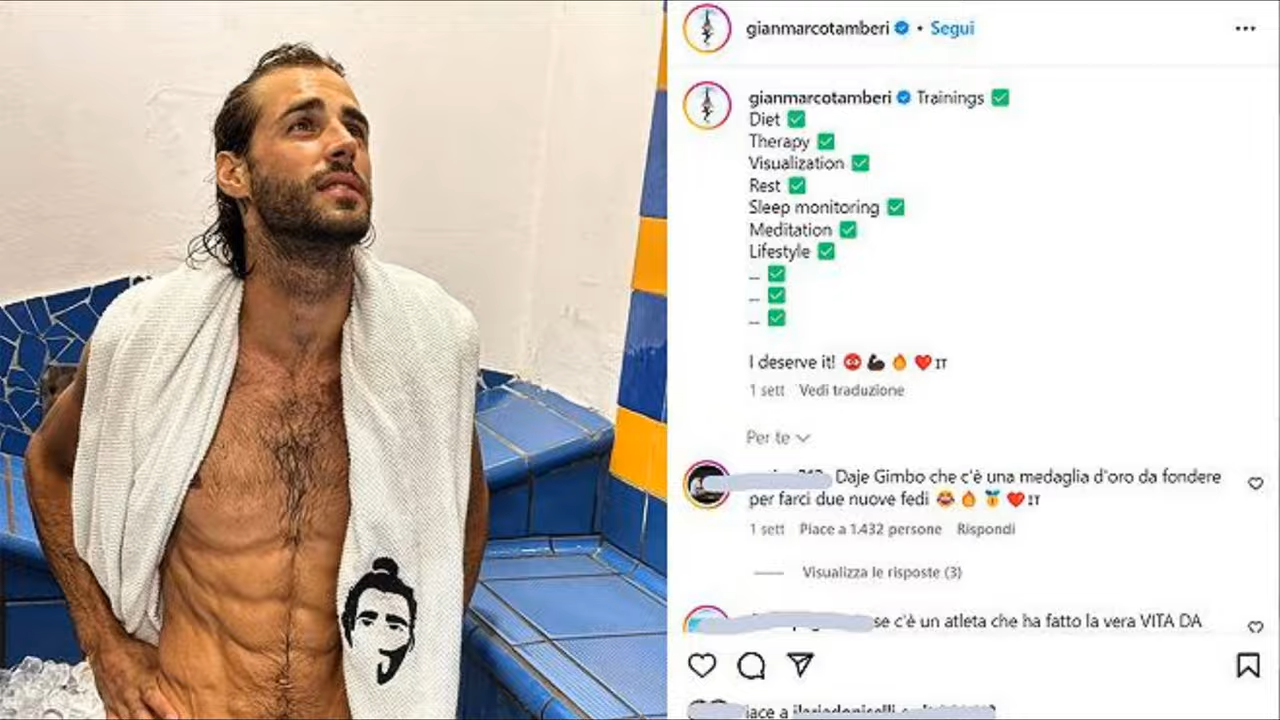 gianmarcotamberi • Segui
gianmarcotamberi Trainings ✅
Diet ✅
Therapy ✅
Visualization ✅
Rest ✅
Sleep monitoring ✅
Meditation ✅
Lifestyle ✅
... ✅
... ✅
... ✅
I deserve it! 💪🏿 🔥 ❤️ IT
1 sett Vedi traduzione
Per te
Daje Gimbo che c'è una medaglia d'oro da fondere
per farci due nuove fedi 😂 🔥 🥇 ❤️ IT
1 sett Piace a 1.432 persone Rispondi
Visualizza le risposte (3)
se c'è un atleta che ha fatto la vera VITA DA